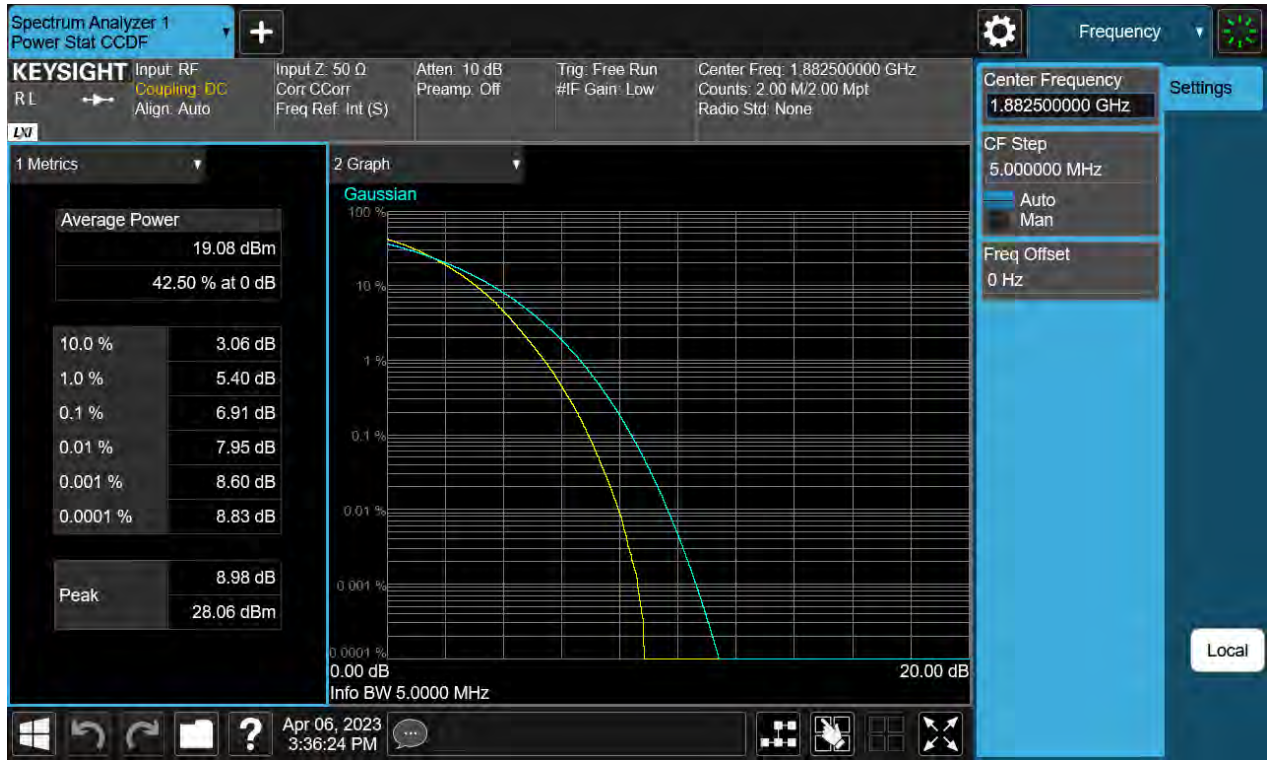 Spectrum Analyzer 1
Power Stat CCDF
+
Frequency
KEYSIGHT
RL
LXI
Input: RF
Coupling: DC
Align: Auto
Input Z: 50 Ω
Corr CCorr
Freq Ref: Int (S)
Atten: 10 dB
Preamp: Off
Trig: Free Run
#IF Gain: Low
Center Freq: 1.882500000 GHz
Counts: 2.00 M/2.00 Mpt
Radio Std: None
Center Frequency
1.882500000 GHz
Settings
CF Step
5.000000 MHz
Auto
Man
Freq Offset
0 Hz
Local
1 Metrics
Average Power
19.08 dBm
42.50 % at 0 dB
10.0 % 3.06 dB
1.0 % 5.40 dB
0.1 % 6.91 dB
0.01 % 7.95 dB
0.001 % 8.60 dB
0.0001 % 8.83 dB
Peak
8.98 dB
28.06 dBm
2 Graph
Gaussian
100 %
10 %
1 %
0.1 %
0.01 %
0.001 %
0.0001 %
0.00 dB 20.00 dB
Info BW 5.0000 MHz
?
Apr 06, 2023
3:36:24 PM